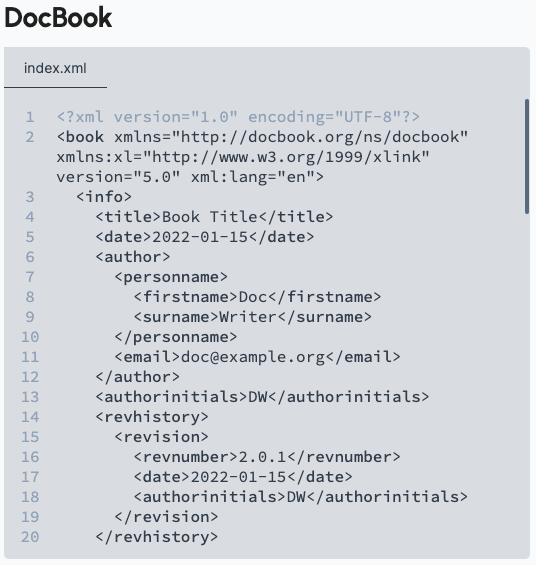 DocBook
index.xml
1 <?xml version="1.0" encoding="UTF-8"?>
2 <book xmlns="http://docbook.org/ns/docbook"
xmlns:xl="http://www.w3.org/1999/xlink"
version="5.0" xml:lang="en">
3   <info>
4     <title>Book Title</title>
5     <date>2022-01-15</date>
6     <author>
7       <personname>
8         <firstname>Doc</firstname>
9         <surname>Writer</surname>
10       </personname>
11       <email>doc@example.org</email>
12     </author>
13     <authorinitials>DW</authorinitials>
14     <revhistory>
15       <revision>
16         <revnumber>2.0.1</revnumber>
17         <date>2022-01-15</date>
18         <authorinitials>DW</authorinitials>
19       </revision>
20     </revhistory>